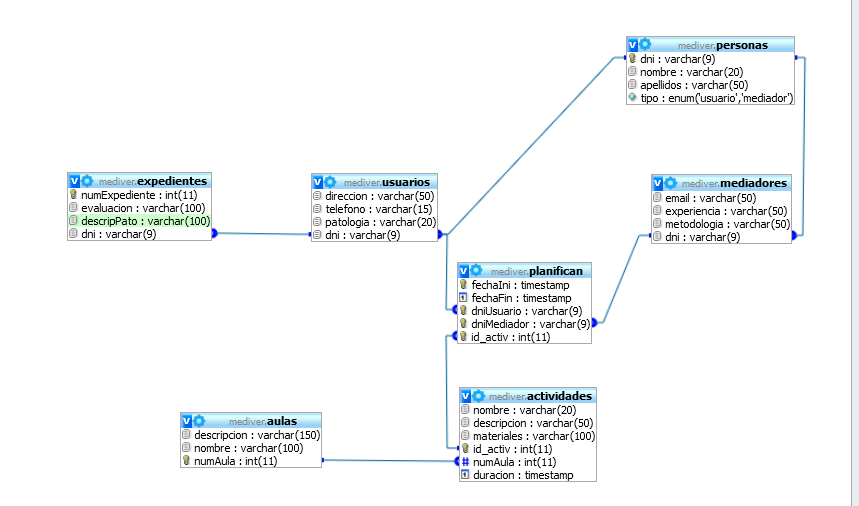 mediver.personas
dni : varchar(9)
nombre : varchar(20)
apellidos : varchar(50)
tipo : enum('usuario','mediador')
mediver.expedientes
numExpediente : int(11)
evaluacion : varchar(100)
descripPato : varchar(100)
dni : varchar(9)
mediver.usuarios
direccion : varchar(50)
telefono : varchar(15)
patologia : varchar(20)
dni : varchar(9)
mediver.mediadores
email : varchar(50)
experiencia : varchar(50)
metodologia : varchar(50)
dni : varchar(9)
mediver.planifican
fechaIni : timestamp
fechaFin : timestamp
dniUsuario : varchar(9)
dniMediador : varchar(9)
id_activ : int(11)
mediver.aulas
descripcion : varchar(150)
nombre : varchar(100)
numAula : int(11)
mediver.actividades
nombre : varchar(20)
descripcion : varchar(50)
materiales : varchar(100)
id_activ : int(11)
numAula : int(11)
duracion : timestamp